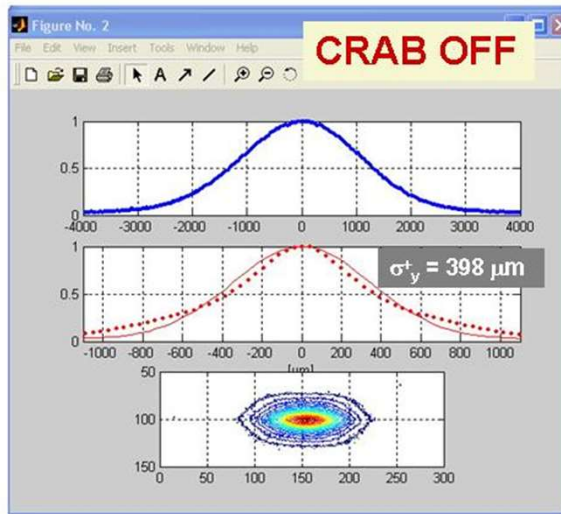 Figure No. 2
CRAB OFF
File Edit View Insert Tools Window Help
1
0.5
0
-4000 -3000 -2000 -1000 0 1000 2000 3000 4000
1
0.5
0
σ⁺y = 398 μm
-1000 -800 -600 -400 -200 0 200 400 600 800 1000
[um]
50
100
150
0 50 100 150 200 250 300